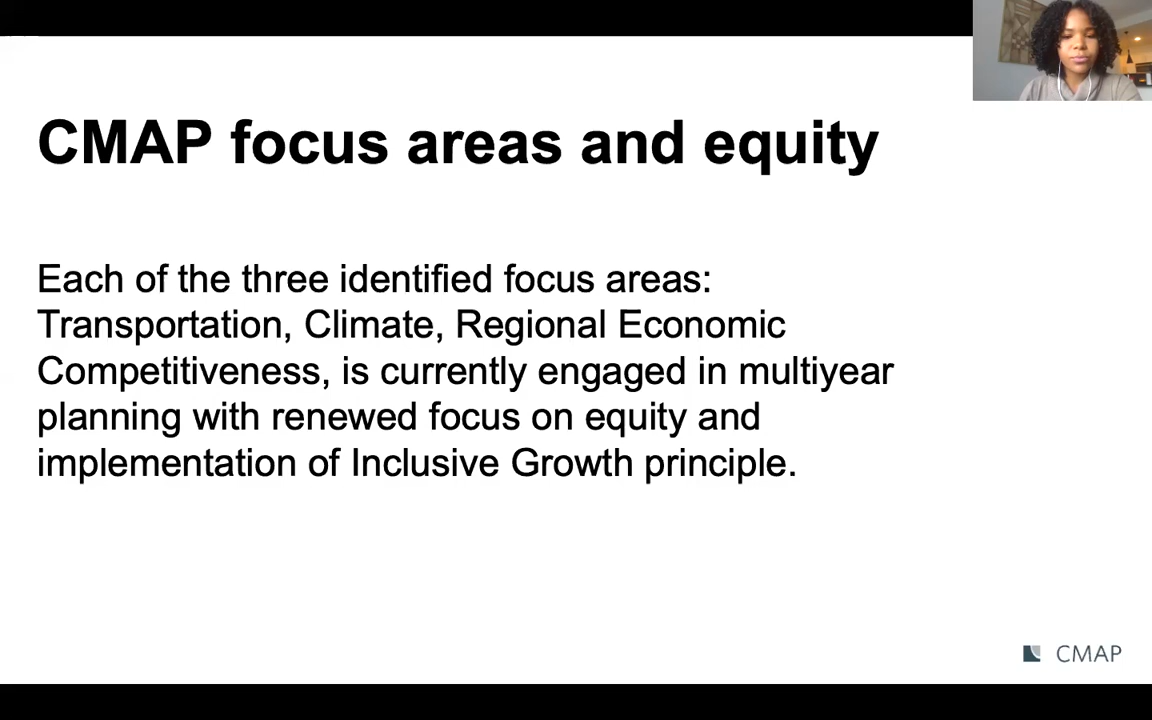 CMAP focus areas and equity
Each of the three identified focus areas:
Transportation, Climate, Regional Economic
Competitiveness, is currently engaged in multiyear
planning with renewed focus on equity and
implementation of Inclusive Growth principle.
CMAP